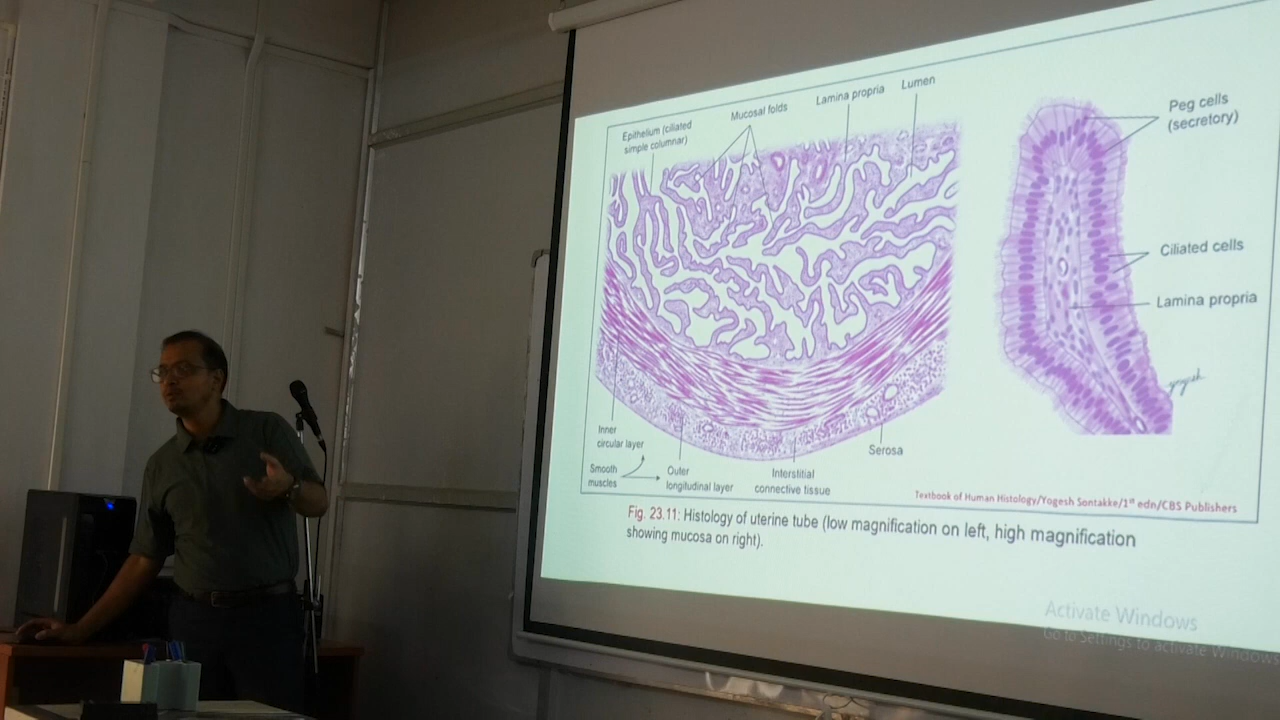 Epithelium (ciliated
simple columnar)
Mucosal folds
Lamina propria
Lumen
Peg cells
(secretory)
Ciliated cells
Lamina propria
Inner
circular layer
Smooth
muscles
Outer
longitudinal layer
Interstitial
connective tissue
Serosa
yogesh
Textbook of Human Histology/Yogesh Sontakke/1st edn/CBS Publishers
Fig. 23.11: Histology of uterine tube (low magnification on left, high magnification
showing mucosa on right).
Activate Windows
Go to Settings to activate Windows